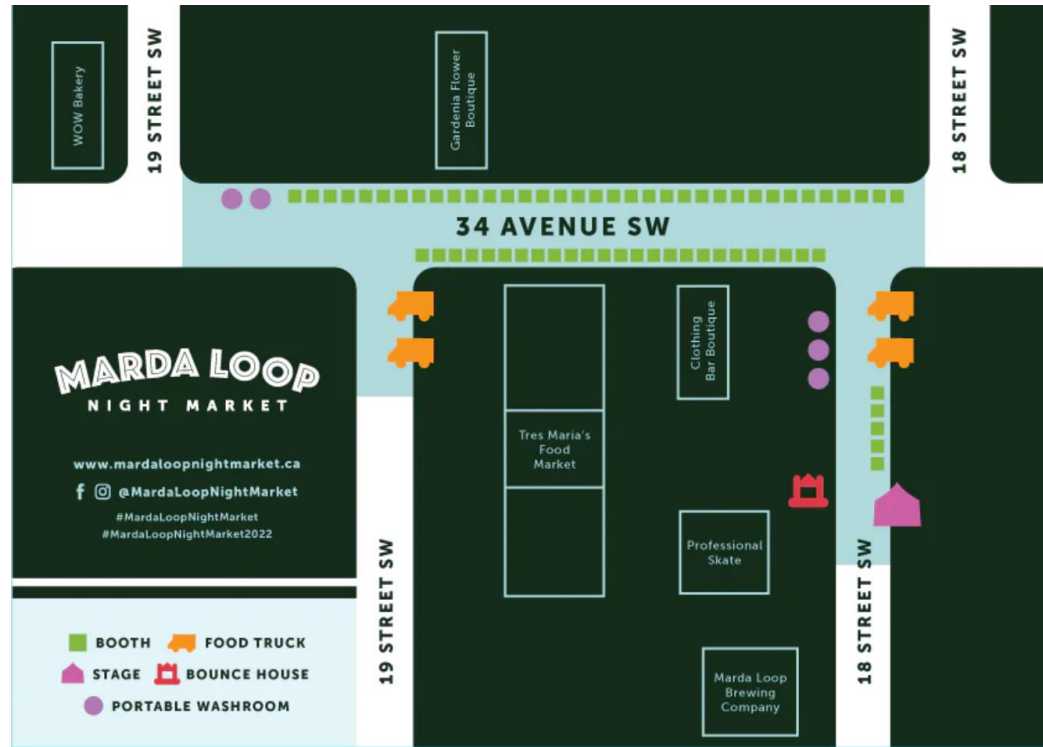 WOW Bakery
19 STREET SW
Gardenia Flower
Boutique
18 STREET SW
34 AVENUE SW
MARDA LOOP
NIGHT MARKET
www.mardaloopnightmarket.ca
@MardaLoopNightMarket
#MardaLoopNightMarket
#MardaLoopNightMarket2022
Clothing
Bar Boutique
Tres Maria's
Food
Market
Professional
Skate
19 STREET SW
18 STREET SW
Marda Loop
Brewing
Company
BOOTH
FOOD TRUCK
STAGE
BOUNCE HOUSE
PORTABLE WASHROOM